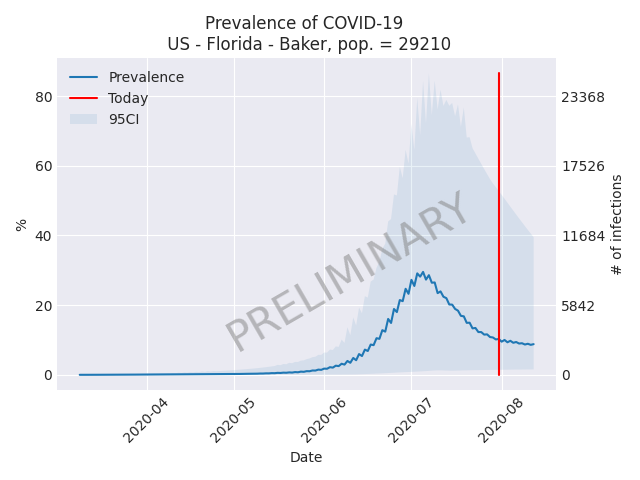 Prevalence of COVID-19
US - Florida - Baker, pop. = 29210
Prevalence
Today
95CI
PRELIMINARY
%
80
60
40
20
0
23368
17526
11684
5842
0
# of infections
2020-04
2020-05
2020-06
2020-07
2020-08
Date